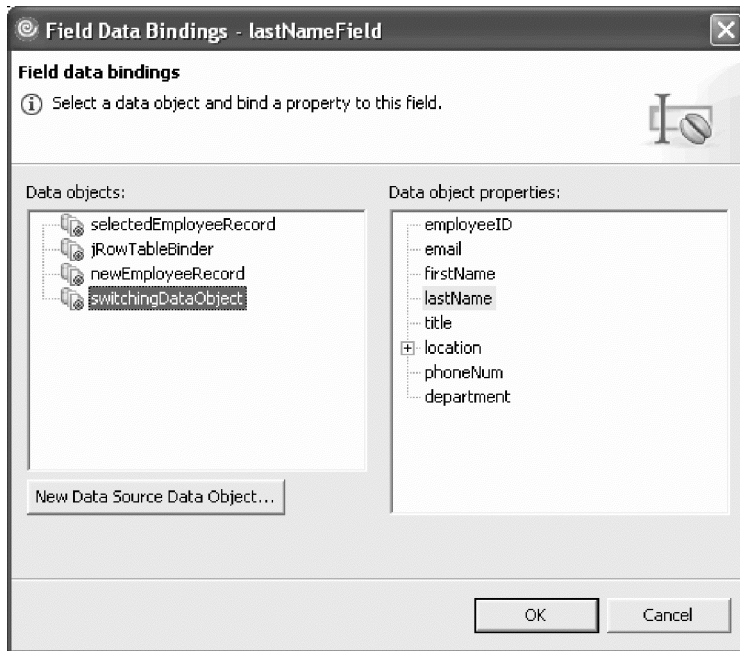 Field Data Bindings - lastNameField
Field data bindings
Select a data object and bind a property to this field.
Data objects:
selectedEmployeeRecord
jRowTableBinder
newEmployeeRecord
switchingDataObject
New Data Source Data Object...
Data object properties:
employeeID
email
firstName
lastName
title
location
phoneNum
department
OK
Cancel